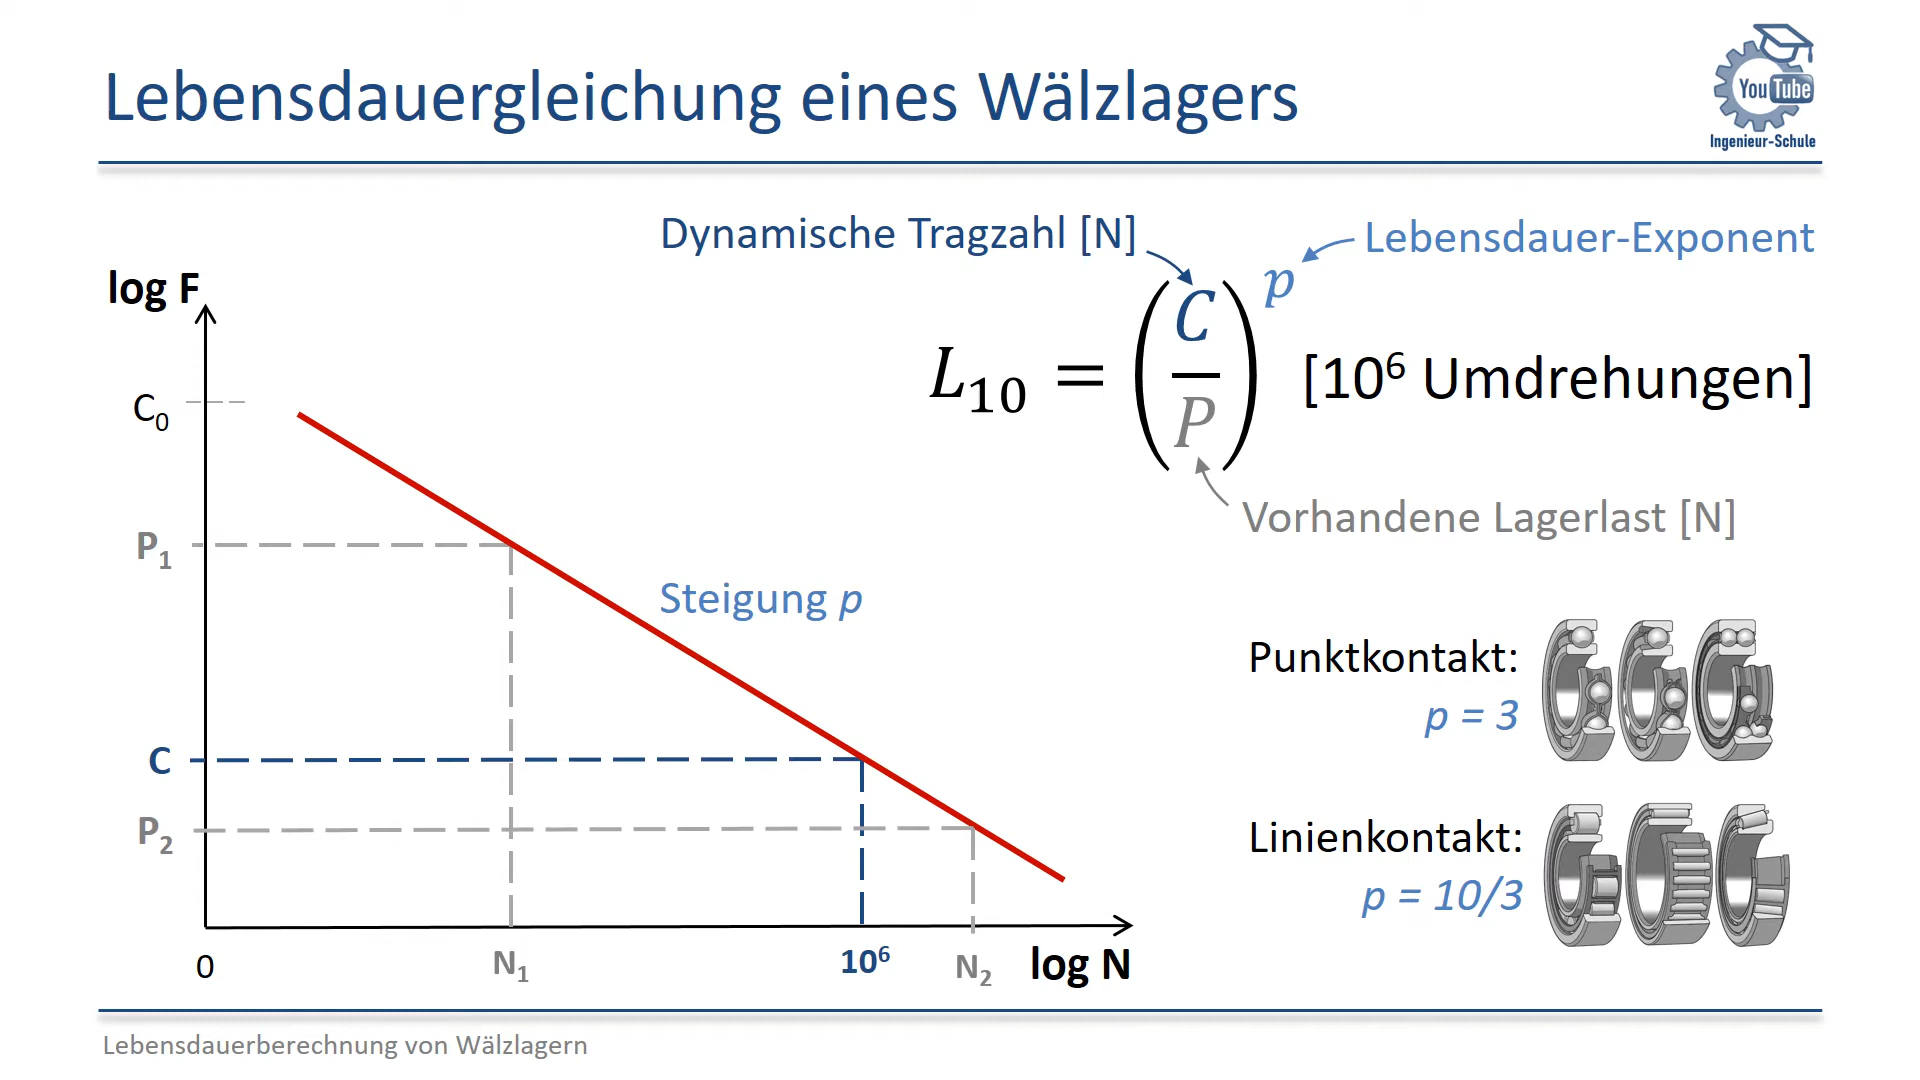 Lebensdauergleichung eines Wälzlagers
YouTube
Ingenieur-Schule
Dynamische Tragzahl [N]
Lebensdauer-Exponent
L₁₀ = (C/P)^p [10⁶ Umdrehungen]
Vorhandene Lagerlast [N]
log F
C₀
P₁
C
P₂
Steigung p
0
N₁
10⁶
N₂
log N
Punktkontakt:
p = 3
Linienkontakt:
p = 10/3
Lebensdauerberechnung von Wälzlagern